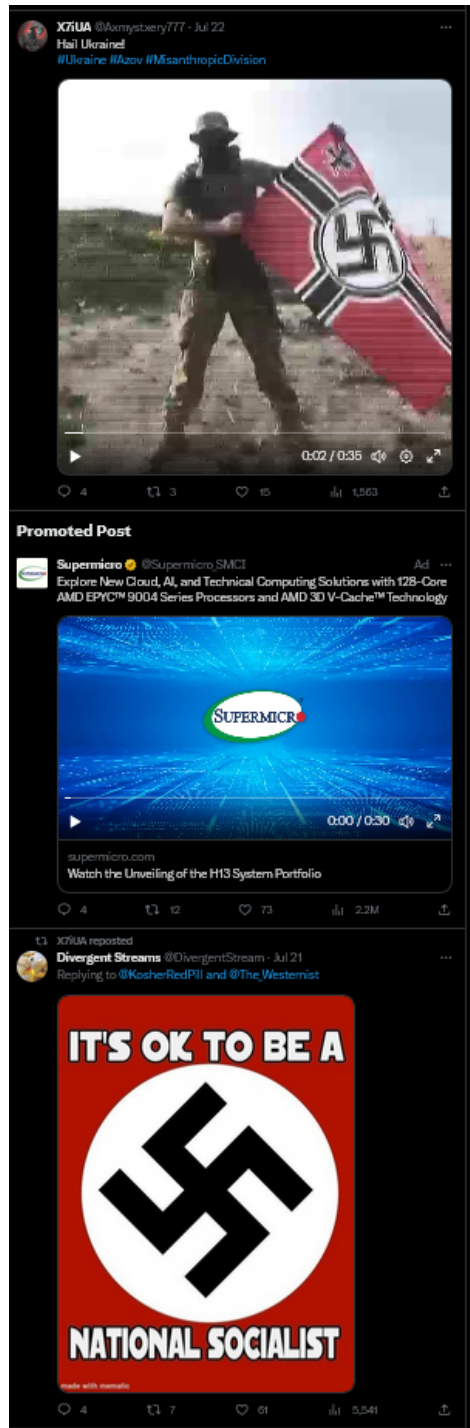 X7iUA @Axmystxery777 · Jul 22
Hail Ukraine!
#Ukraine #Azov #MisanthropicDivision
0:02 / 0:35
4 3 15 1,563
Promoted Post
Supermicro @Supermicro_SMCI Ad
Explore New Cloud, AI, and Technical Computing Solutions with 128-Core
AMD EPYC™ 9004 Series Processors and AMD 3D V-Cache™ Technology
SUPERMICRO
0:00 / 0:30
supermicro.com
Watch the Unveiling of the H13 System Portfolio
4 12 73 2.2M
X7iUA reposted
Divergent Streams @DivergentStream · Jul 21
Replying to @KosherRedPill and @The_Westernist
IT'S OK TO BE A
NATIONAL SOCIALIST
made with mematic
4 7 61 5,541